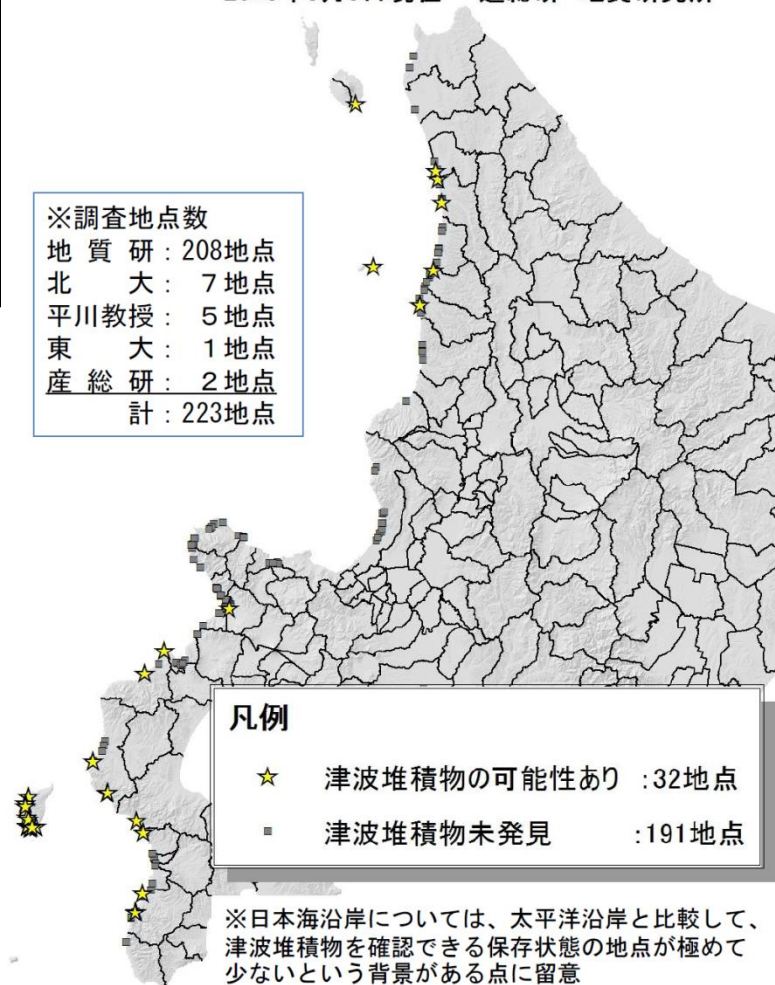 ※調査地点数
地 質 研 : 208地点
北 大 : 7地点
平川教授 : 5地点
東 大 : 1地点
産 総 研 : 2地点
計 : 223地点
凡例
津波堆積物の可能性あり :32地点
津波堆積物未発見 :191地点
※日本海沿岸については、太平洋沿岸と比較して、
津波堆積物を確認できる保存状態の地点が極めて
少ないという背景がある点に留意